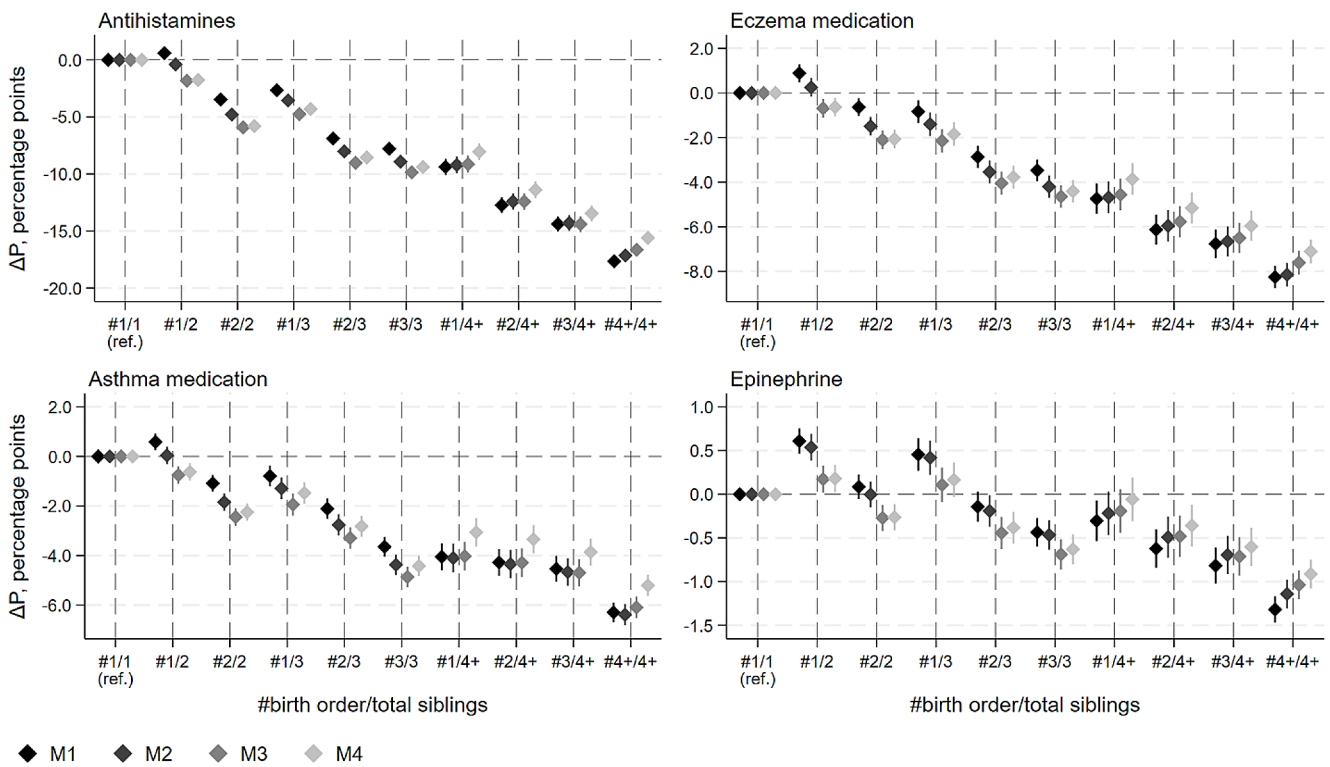 Antihistamines
ΔP, percentage points
0.0
-5.0
-10.0
-15.0
-20.0
#1/1 #1/2 #2/2 #1/3 #2/3 #3/3 #1/4+ #2/4+ #3/4+ #4+/4+
(ref.)
Eczema medication
2.0
0.0
-2.0
-4.0
-6.0
-8.0
#1/1 #1/2 #2/2 #1/3 #2/3 #3/3 #1/4+ #2/4+ #3/4+ #4+/4+
(ref.)
Asthma medication
ΔP, percentage points
2.0
0.0
-2.0
-4.0
-6.0
#1/1 #1/2 #2/2 #1/3 #2/3 #3/3 #1/4+ #2/4+ #3/4+ #4+/4+
(ref.)
#birth order/total siblings
Epinephrine
1.0
0.5
0.0
-0.5
-1.0
-1.5
#1/1 #1/2 #2/2 #1/3 #2/3 #3/3 #1/4+ #2/4+ #3/4+ #4+/4+
(ref.)
#birth order/total siblings
M1 M2 M3 M4